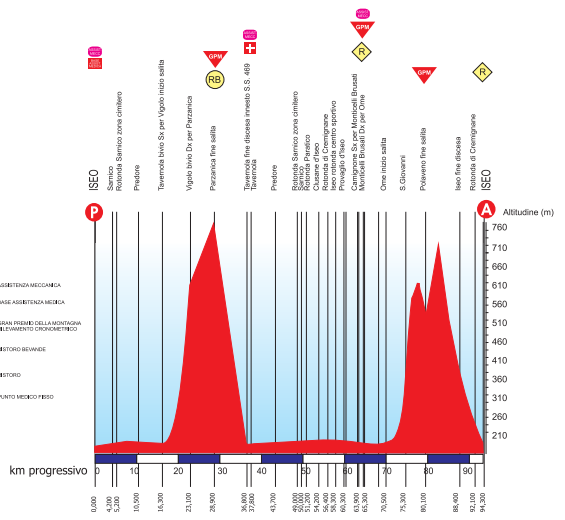 GPM
RB
GPM
R
GPM
R
ISEO
Sarnico
Rotonda Sarnico zona cimitero
Predore
Tavernola bivio Sx per Vigolo inizio salita
Vigolo bivio Dx per Parzanica
Parzanica fine salita
Tavernola fine discesa innesto S.S. 469
Tavernola
Predore
Rotonda Sarnico zona cimitero
Sarnico
Rotonda Paratico
Clusane d'Iseo
Rotonda di Cremignane
Iseo rotonda centro sportivo
Provaglio d'Iseo
Camignone Sx per Monticelli Brusati
Monticelli Brusati Dx per Ome
Ome inizio salita
S.Giovanni
Polaveno fine salita
Iseo fine discesa
Rotonda di Cremignane
ISEO
P
A
Altitudine (m)
760
710
660
610
560
510
460
410
360
310
260
210
ASSISTENZA MECCANICA
BASE ASSISTENZA MEDICA
GRAN PREMIO DELLA MONTAGNA
RILEVAMENTO CRONOMETRICO
ISTORO BEVANDE
ISTORO
PUNTO MEDICO FISSO
km progressivo
0 10 20 30 40 50 60 70 80 90
0,000
4,200
5,200
10,500
16,300
23,100
28,900
36,800
37,800
43,700
49,000
50,000
51,200
54,200
56,400
58,300
60,300
63,900
65,300
70,500
75,300
80,100
88,400
92,100
94,300